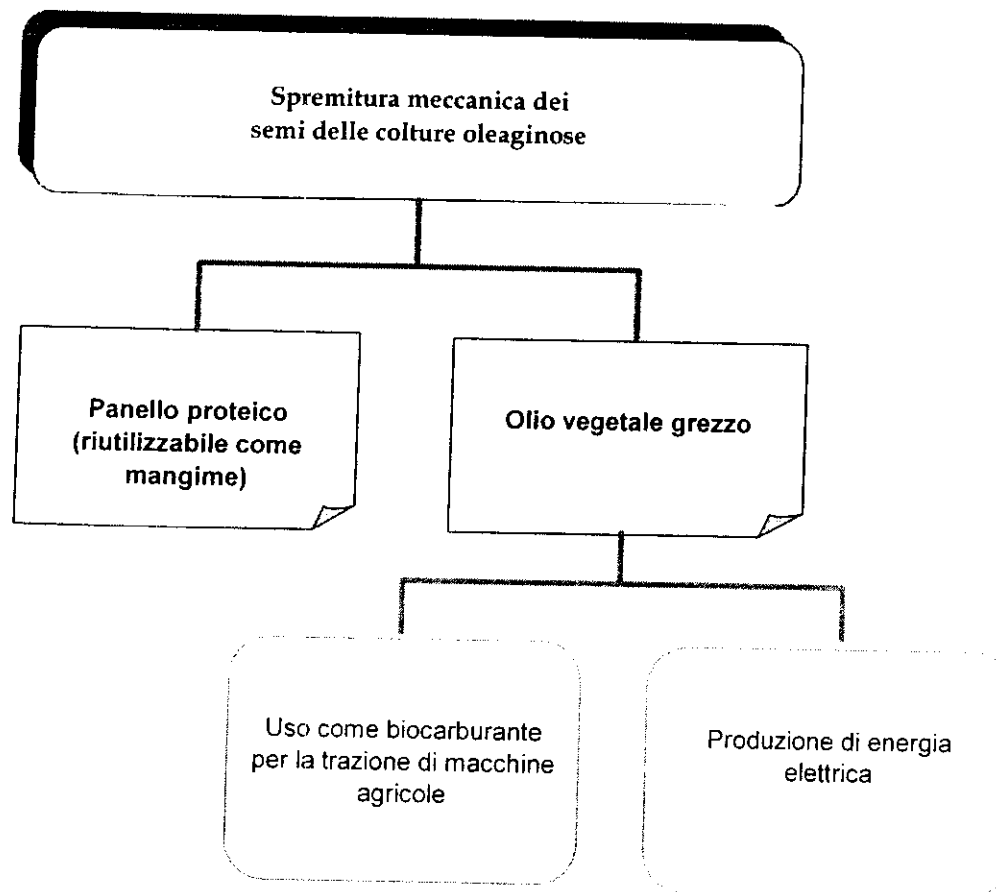 Spremitura meccanica dei
semi delle colture oleaginose
Panello proteico
(riutilizzabile come
mangime)
Olio vegetale grezzo
Uso come biocarburante
per la trazione di macchine
agricole
Produzione di energia
elettrica